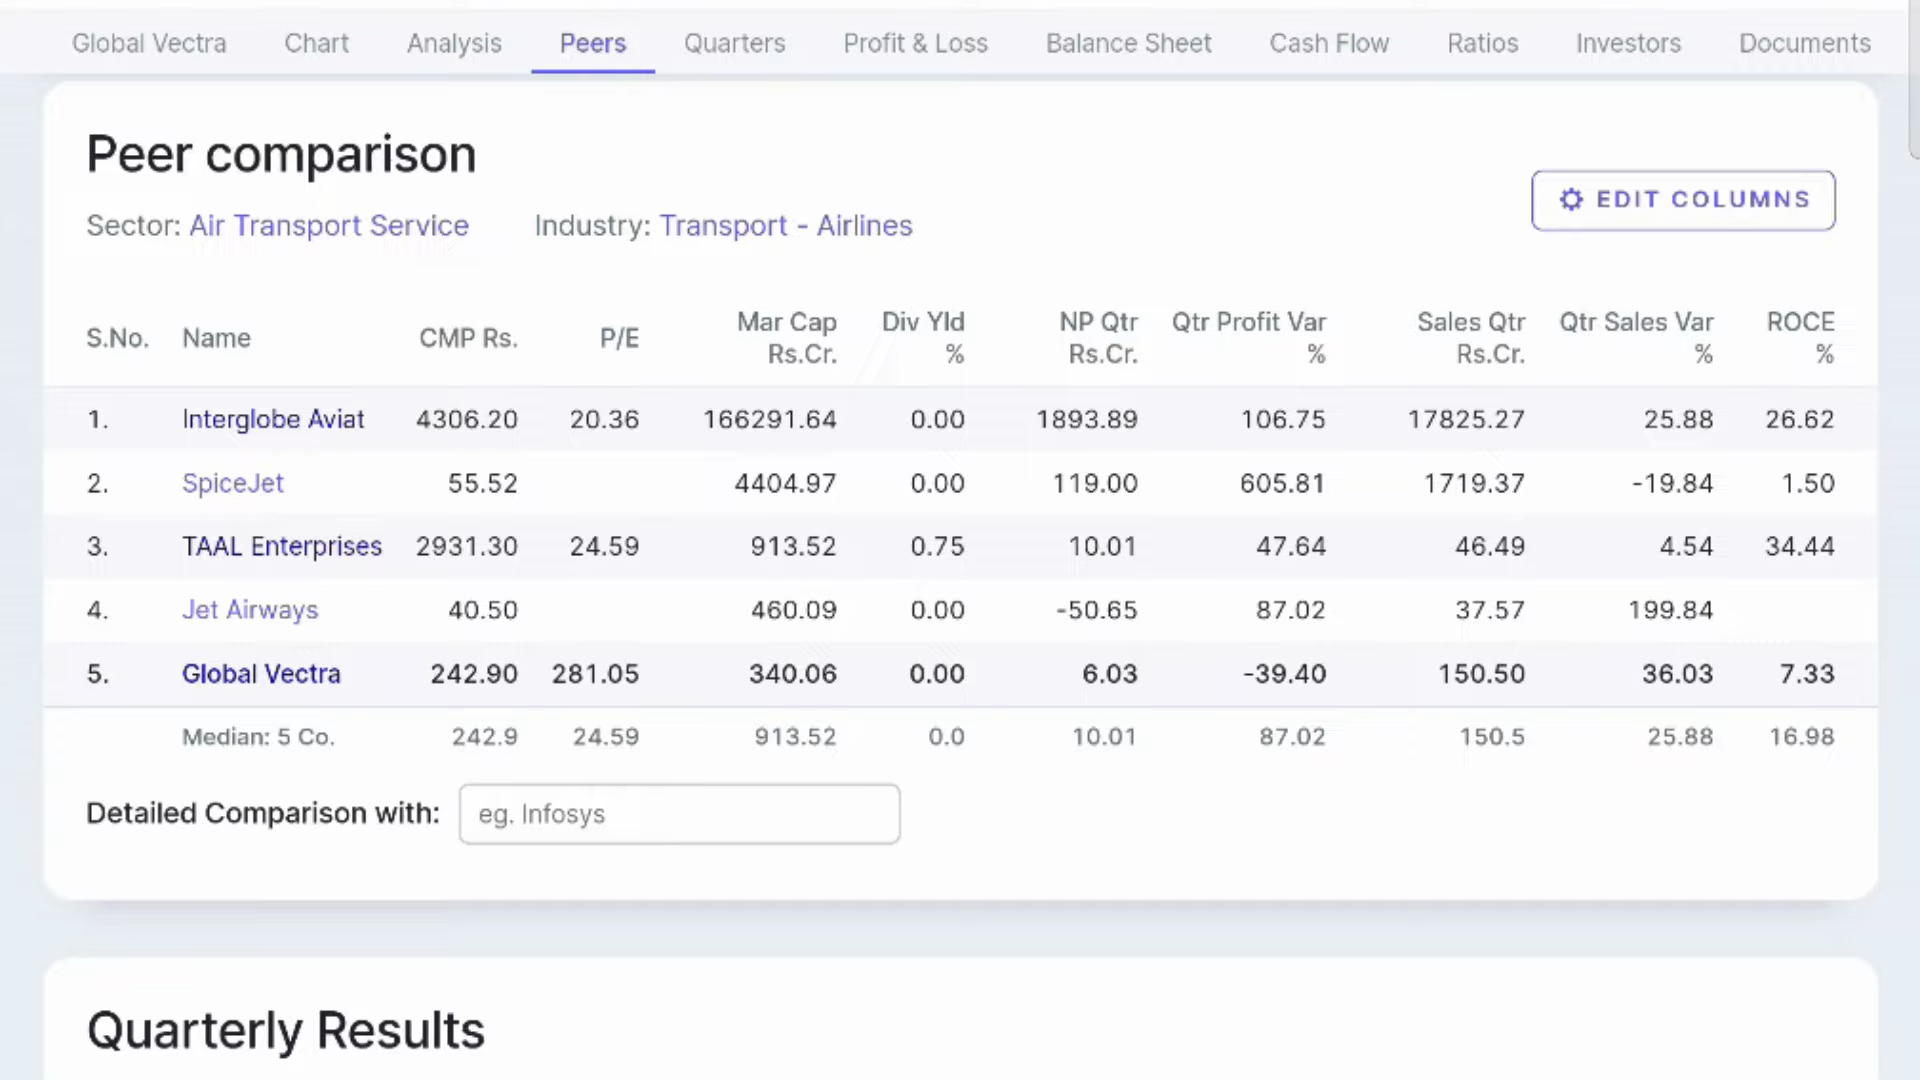 Global Vectra Chart Analysis Peers Quarters Profit & Loss Balance Sheet Cash Flow Ratios Investors Documents
Peer comparison
EDIT COLUMNS
Sector: Air Transport Service Industry: Transport - Airlines
S.No. Name CMP Rs. P/E Mar Cap Rs.Cr. Div Yld % NP Qtr Rs.Cr. Qtr Profit Var % Sales Qtr Rs.Cr. Qtr Sales Var % ROCE %
1. Interglobe Aviat 4306.20 20.36 166291.64 0.00 1893.89 106.75 17825.27 25.88 26.62
2. SpiceJet 55.52 4404.97 0.00 119.00 605.81 1719.37 -19.84 1.50
3. TAAL Enterprises 2931.30 24.59 913.52 0.75 10.01 47.64 46.49 4.54 34.44
4. Jet Airways 40.50 460.09 0.00 -50.65 87.02 37.57 199.84
5. Global Vectra 242.90 281.05 340.06 0.00 6.03 -39.40 150.50 36.03 7.33
Median: 5 Co. 242.9 24.59 913.52 0.0 10.01 87.02 150.5 25.88 16.98
Detailed Comparison with: eg. Infosys
Quarterly Results